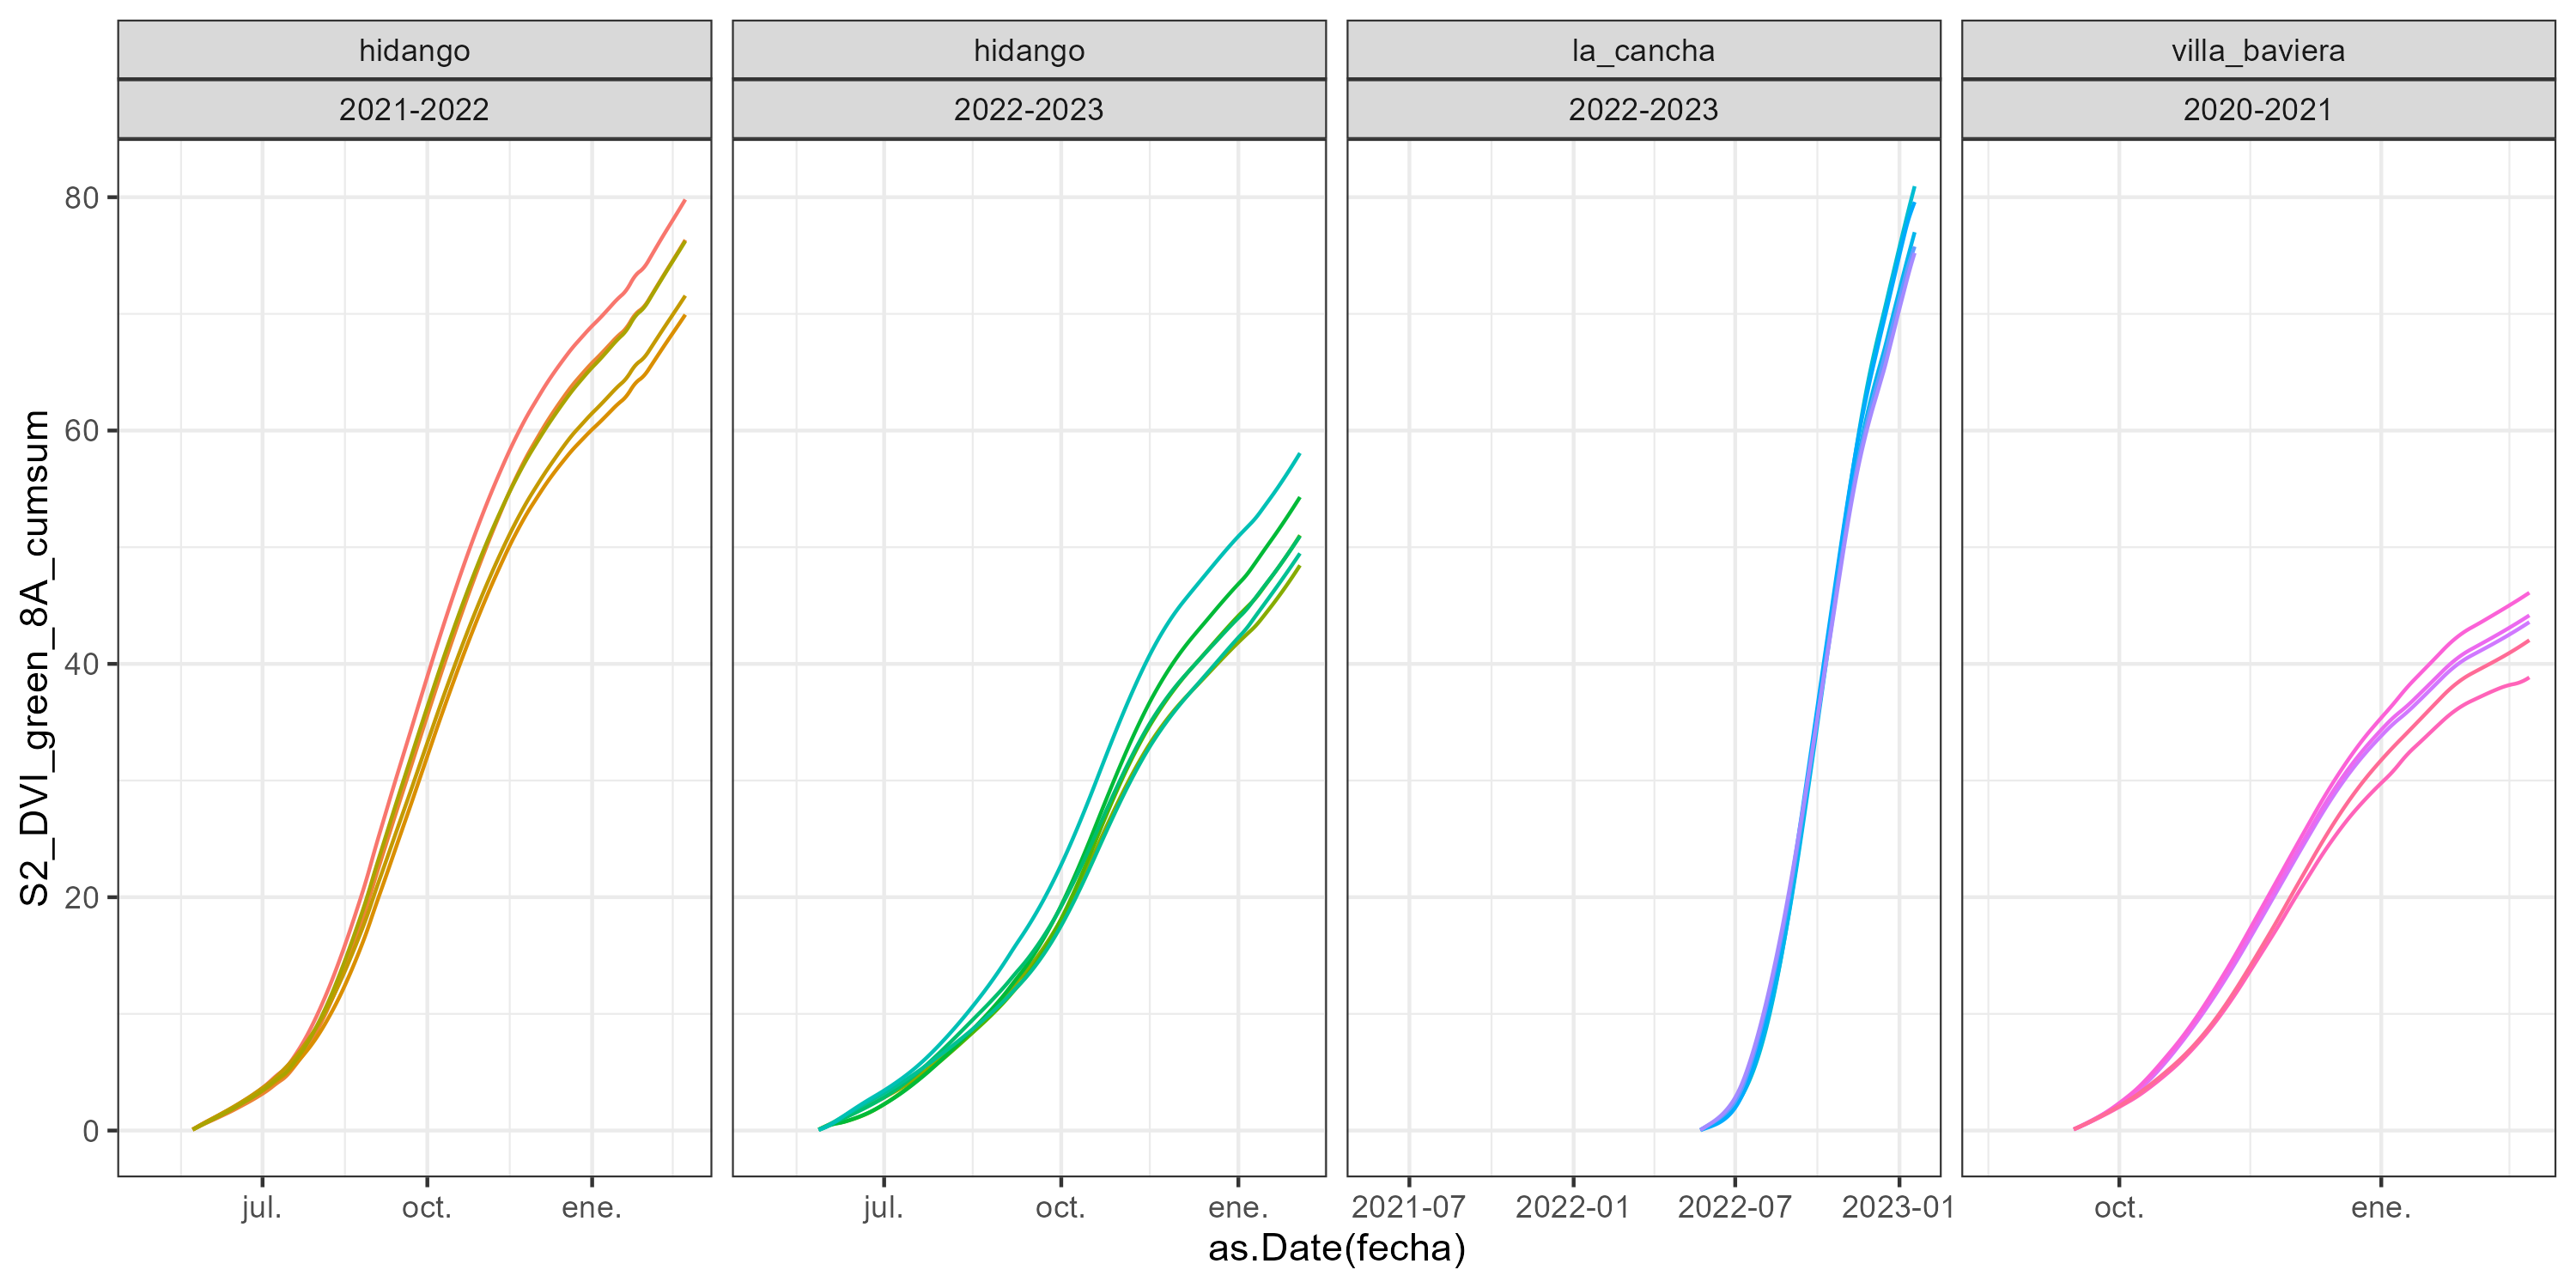 hidango
hidango
la_cancha
villa_baviera
2021-2022
2022-2023
2022-2023
2020-2021
S2_DVI_green_8A_cumsum
80
60
40
20
0
jul. oct. ene.
jul. oct. ene.
2021-07 2022-01 2022-07 2023-01
oct. ene.
as.Date(fecha)